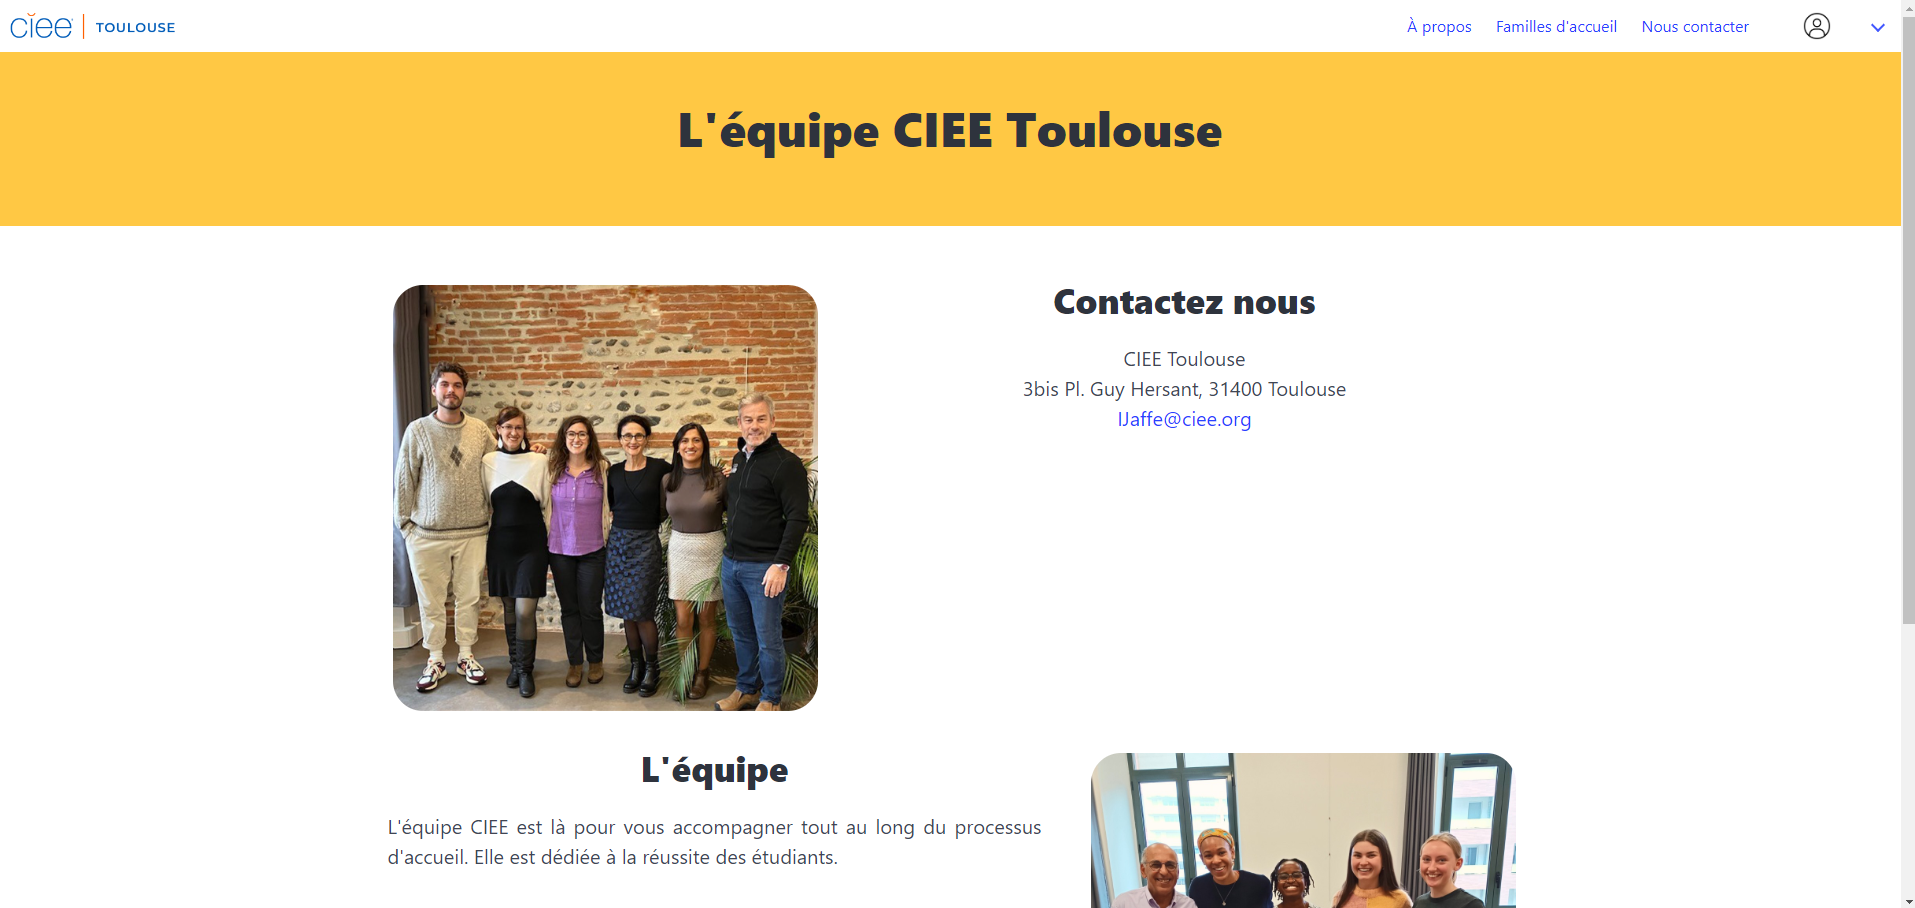 ciee TOULOUSE
À propos
Familles d'accueil
Nous contacter
L'équipe CIEE Toulouse
Contactez nous
CIEE Toulouse
3bis Pl. Guy Hersant, 31400 Toulouse
IJaffe@ciee.org
L'équipe
L'équipe CIEE est là pour vous accompagner tout au long du processus
d'accueil. Elle est dédiée à la réussite des étudiants.